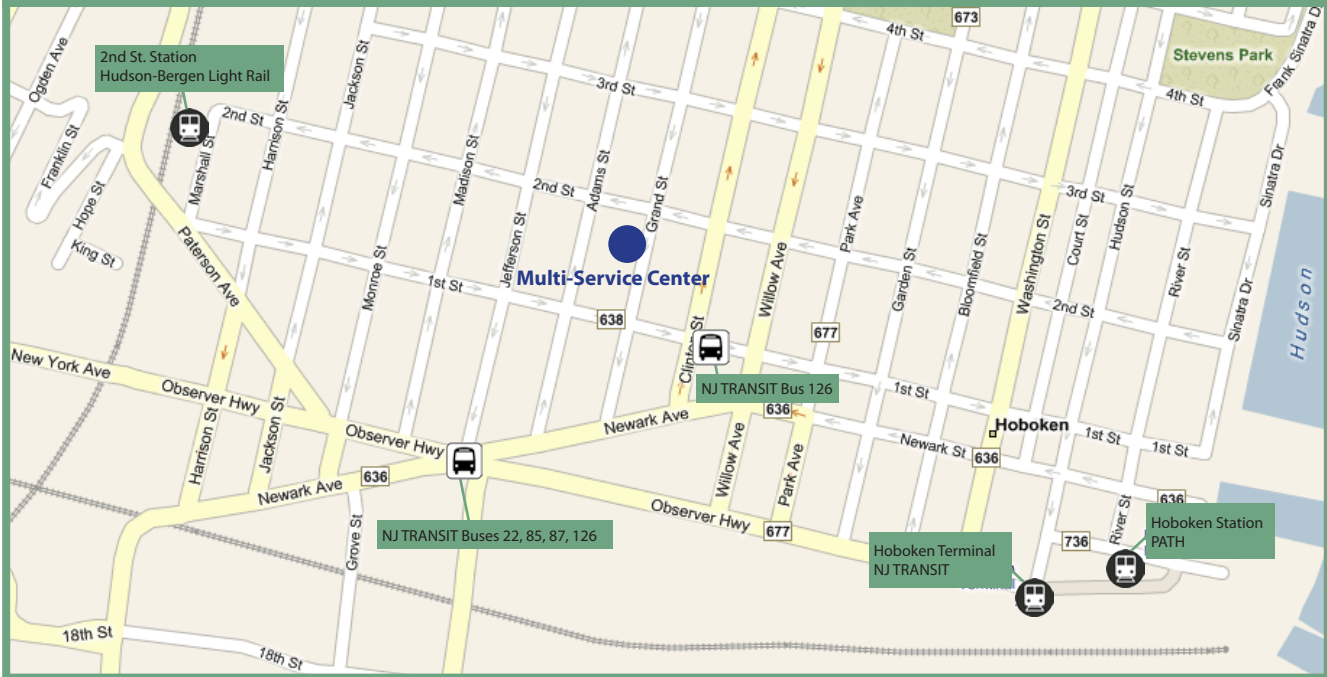 673
4th St
Stevens Park
Frank Sinatra Dr
Ogden Ave
2nd St. Station
Hudson-Bergen Light Rail
Jackson St
3rd St
4th St
2nd St
Harrison St
Franklin St
Marshall St
Madison St
Adams St
Grand St
2nd St
3rd St
Sinatra Dr
Hope St
Park Ave
Hudson St
Court St
King St
Paterson Ave
Jefferson St
Monroe St
Multi-Service Center
Willow Ave
Garden St
Bloomfield St
Washington St
River St
1st St
638
677
2nd St
Sinatra Dr
Hudson
Clinton St
New York Ave
Observer Hwy
NJ TRANSIT Bus 126
1st St
636
Newark Ave
Hoboken
1st St
1st St
Harrison St
Jackson St
Observer Hwy
Newark St
636
Willow Ave
Park Ave
636
Newark Ave
636
River St
Observer Hwy
677
Grove St
NJ TRANSIT Buses 22, 85, 87, 126
Hoboken Terminal
NJ TRANSIT
736
Hoboken Station
PATH
18th St
18th St